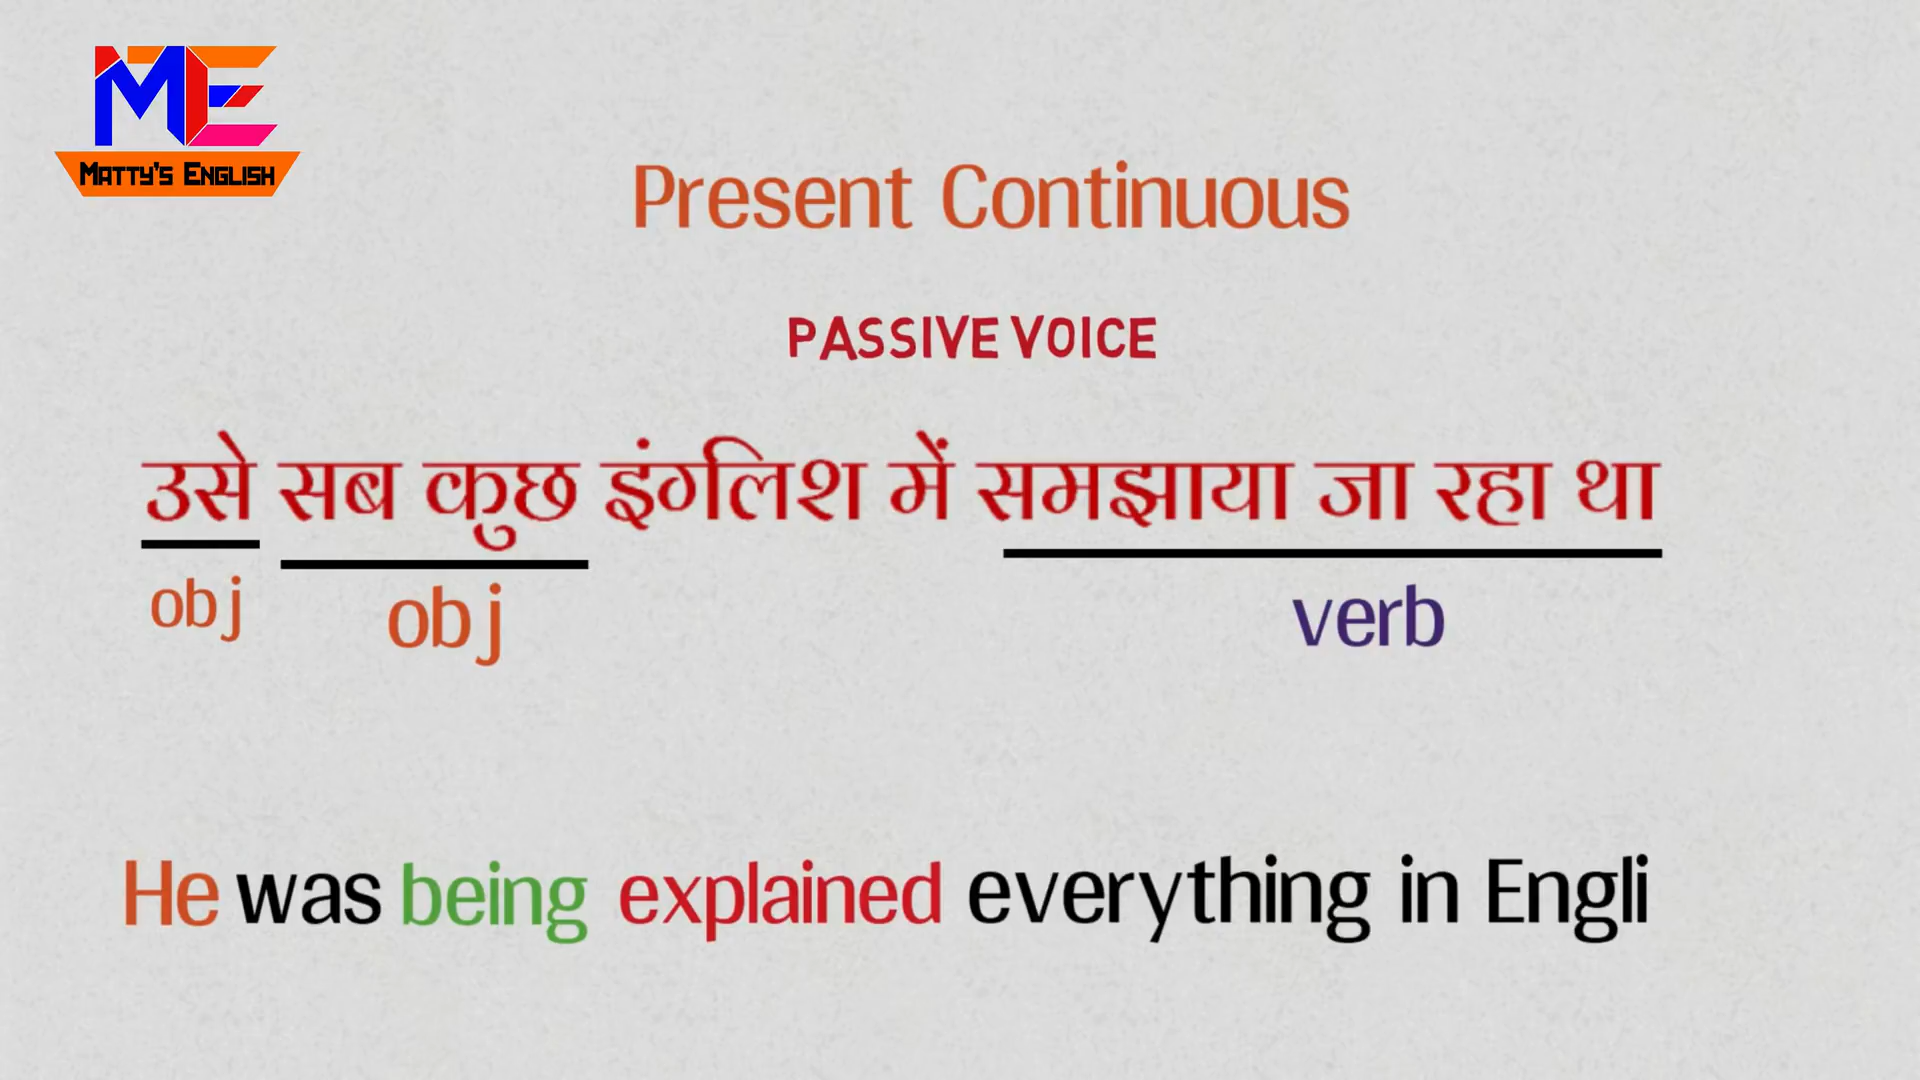 ME
MATTY'S ENGLISH
Present Continuous
PASSIVE VOICE
उसे सब कुछ इंग्लिश में समझाया जा रहा था
obj obj verb
He was being explained everything in Engli